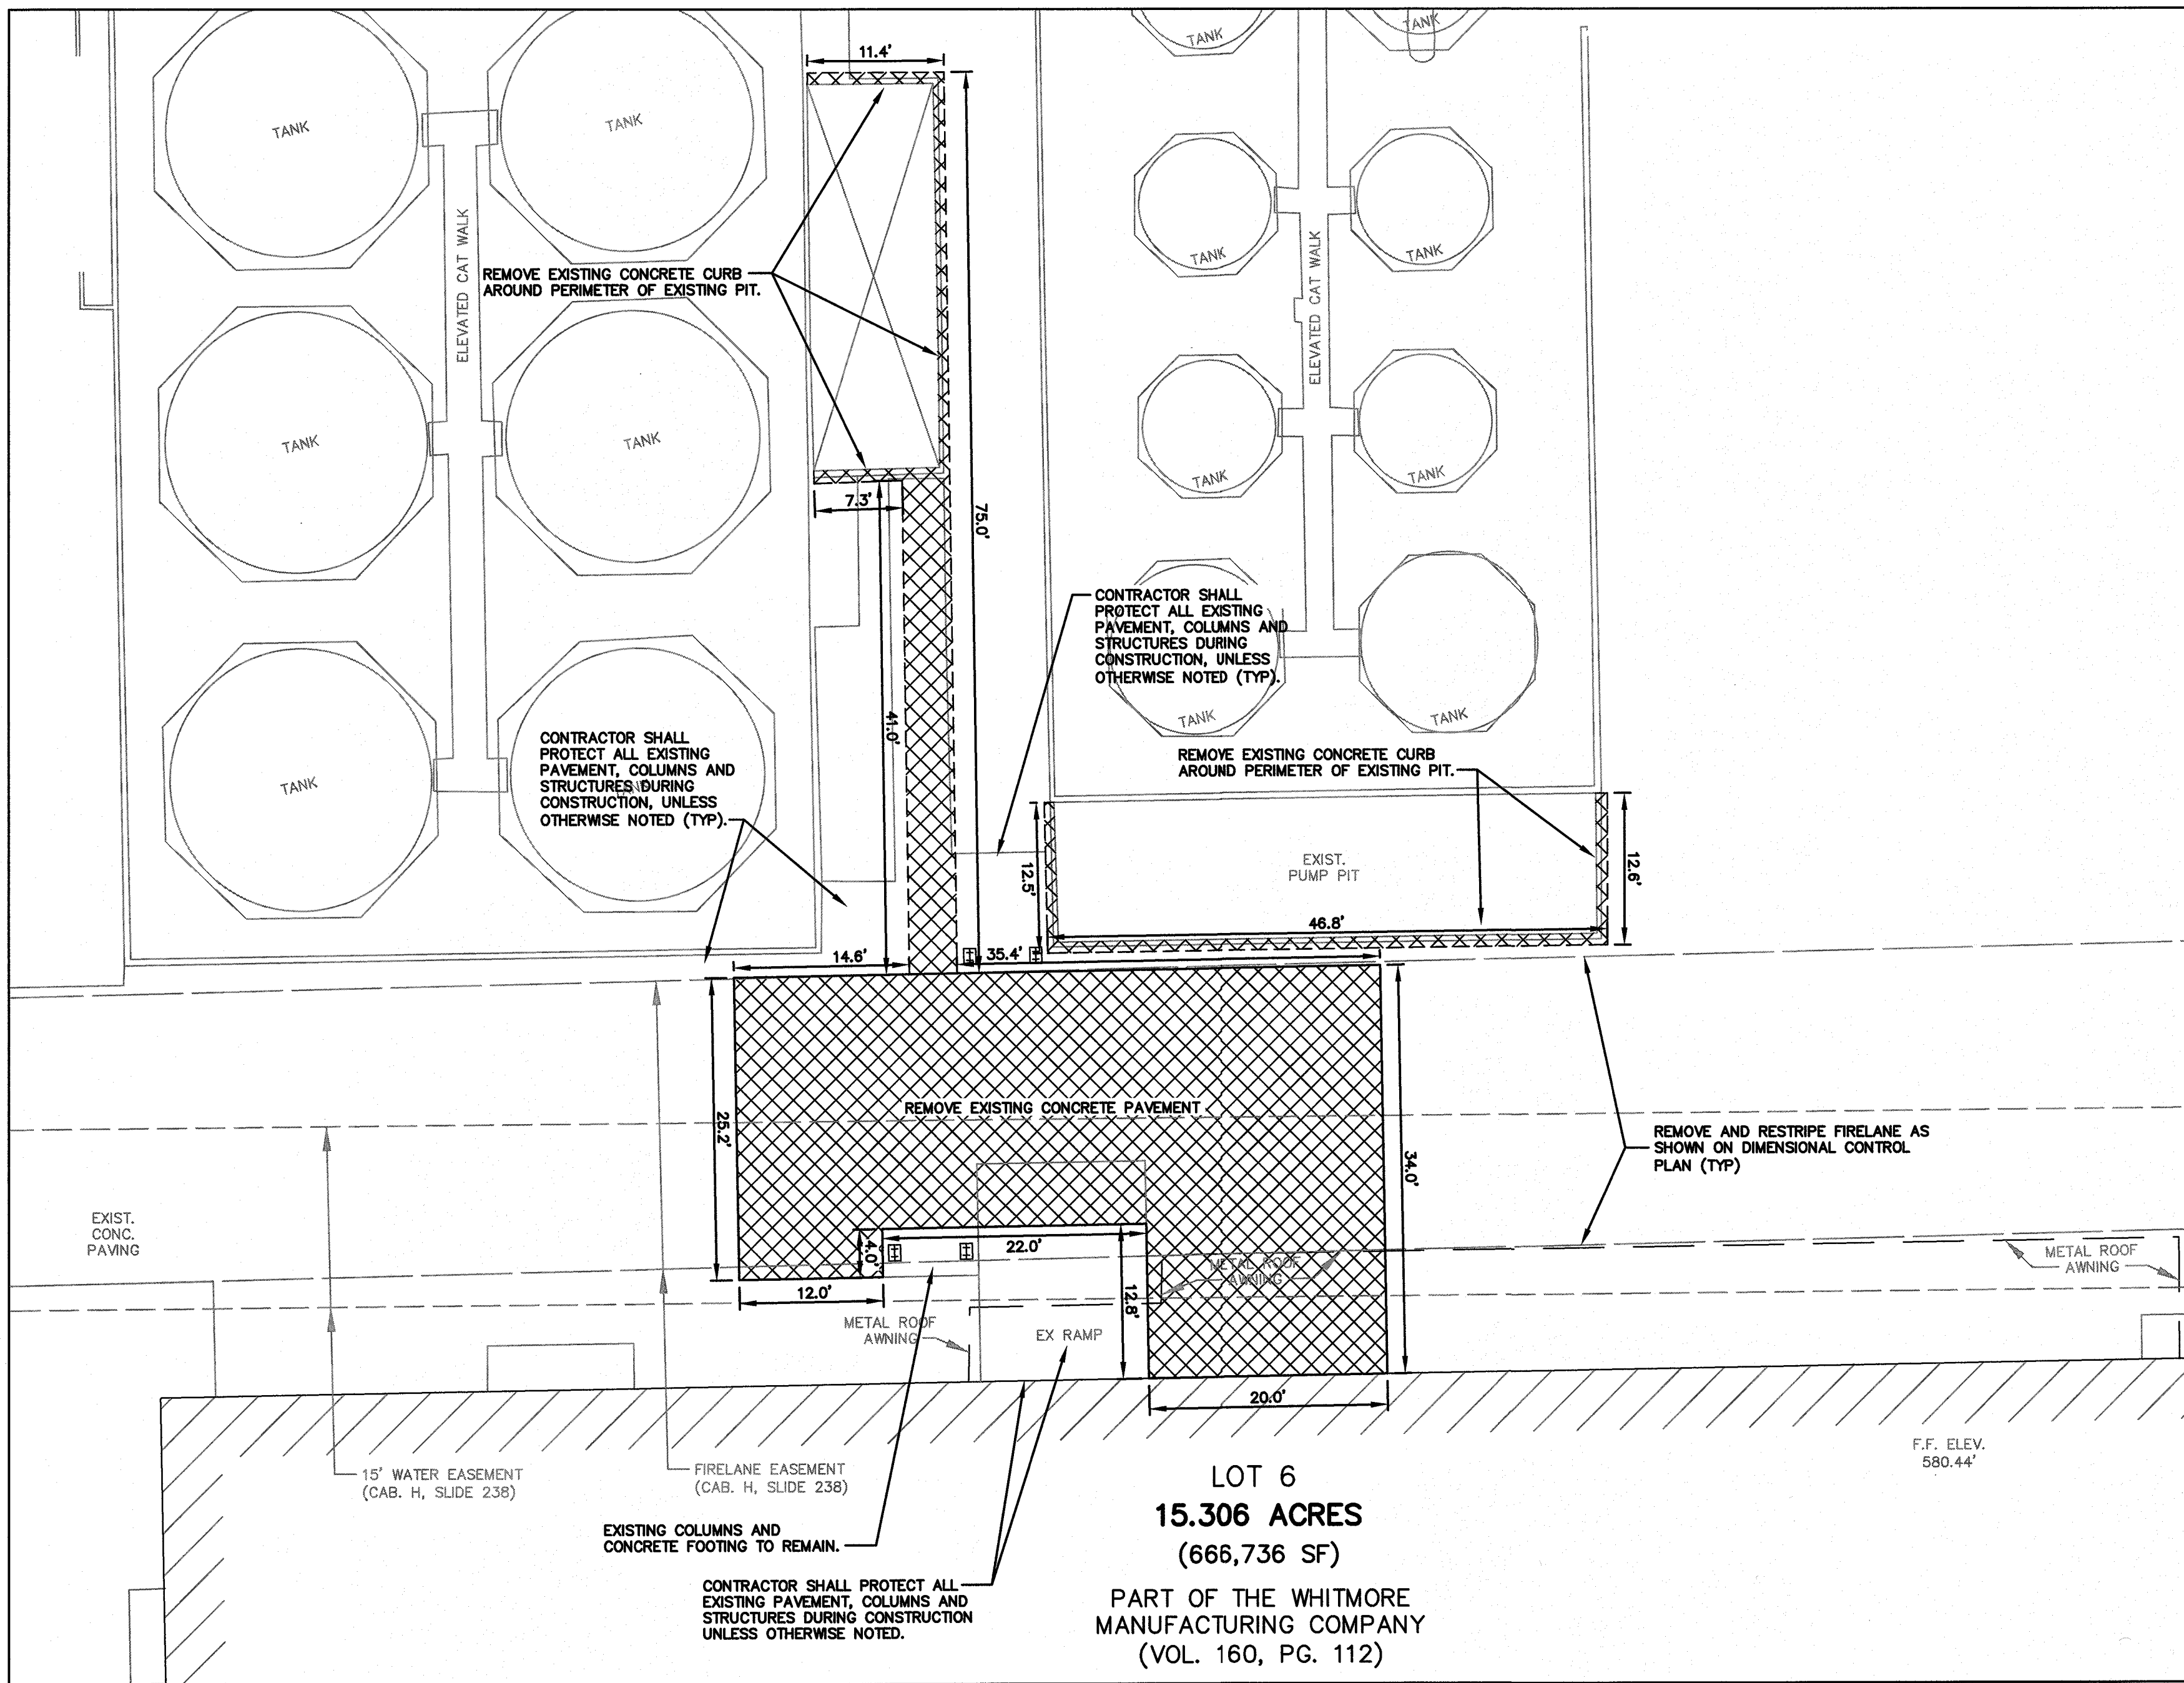 TANK
TANK
11.4'
TANK
TANK
TANK
TANK
ELEVATED CAT WALK
REMOVE EXISTING CONCRETE CURB
AROUND PERIMETER OF EXISTING PIT.
TANK
TANK
ELEVATED CAT WALK
TANK
TANK
TANK
TANK
7.3'
75.0'
41.0'
CONTRACTOR SHALL
PROTECT ALL EXISTING
PAVEMENT, COLUMNS AND
STRUCTURES DURING
CONSTRUCTION, UNLESS
OTHERWISE NOTED (TYP).
TANK
TANK
CONTRACTOR SHALL
PROTECT ALL EXISTING
PAVEMENT, COLUMNS AND
STRUCTURES DURING
CONSTRUCTION, UNLESS
OTHERWISE NOTED (TYP).
TANK
TANK
REMOVE EXISTING CONCRETE CURB
AROUND PERIMETER OF EXISTING PIT.
EXIST.
PUMP PIT
12.5'
12.6'
46.8'
14.6'
35.4'
25.2'
REMOVE EXISTING CONCRETE PAVEMENT
34.0'
REMOVE AND RESTRIPE FIRELANE AS
SHOWN ON DIMENSIONAL CONTROL
PLAN (TYP)
EXIST.
CONC.
PAVING
4.0'
22.0'
METAL ROOF
AWNING
METAL ROOF
AWNING
12.0'
12.8'
METAL ROOF
AWNING
EX RAMP
20.0'
F.F. ELEV.
580.44'
15' WATER EASEMENT
(CAB. H, SLIDE 238)
FIRELANE EASEMENT
(CAB. H, SLIDE 238)
LOT 6
15.306 ACRES
(666,736 SF)
PART OF THE WHITMORE
MANUFACTURING COMPANY
(VOL. 160, PG. 112)
EXISTING COLUMNS AND
CONCRETE FOOTING TO REMAIN.
CONTRACTOR SHALL PROTECT ALL
EXISTING PAVEMENT, COLUMNS AND
STRUCTURES DURING CONSTRUCTION
UNLESS OTHERWISE NOTED.